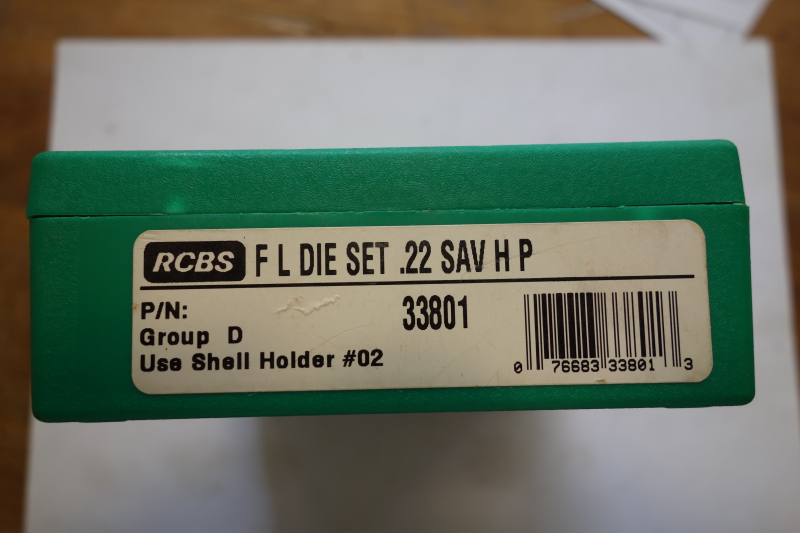 RCBS F L DIE SET .22 SAV H P
P/N: 33801
Group D
Use Shell Holder #02
0 76683 33801 3